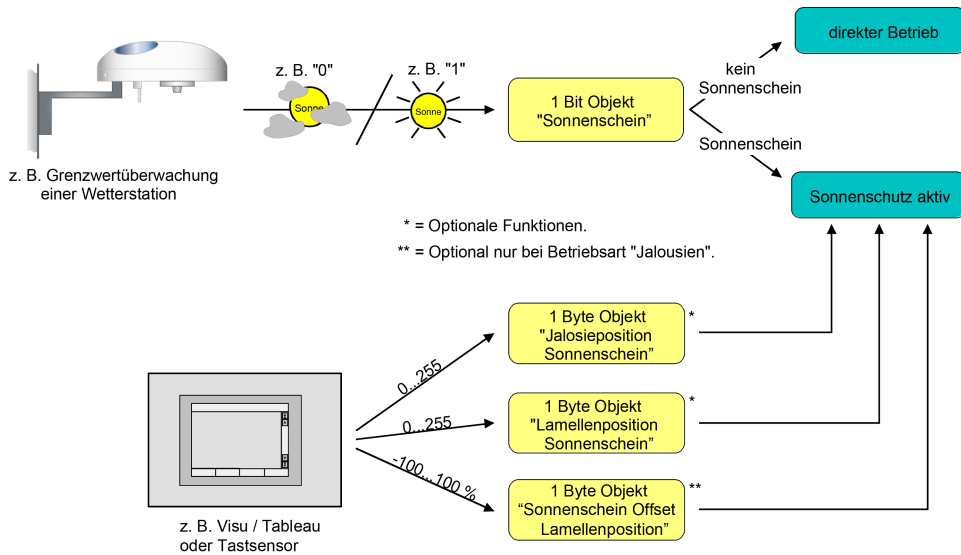 direkter Betrieb
z. B. "0"
z. B. "1"
kein
Sonnenschein
Sonne
Sonne
1 Bit Objekt
"Sonnenschein”
Sonnenschein
z. B. Grenzwertüberwachung
einer Wetterstation
Sonnenschutz aktiv
* = Optionale Funktionen.
** = Optional nur bei Betriebsart "Jalousien".
1 Byte Objekt
"Jalosieposition
Sonnenschein”
*
0...255
1 Byte Objekt
"Lamellenposition
Sonnenschein”
*
0...255
-100...100 %
1 Byte Objekt
“Sonnenschein Offset
Lamellenposition”
**
z. B. Visu / Tableau
oder Tastsensor